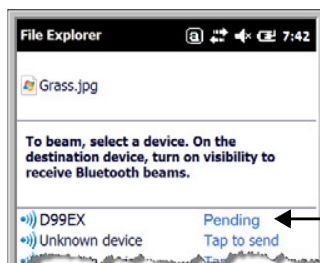 File Explorer a 7:42
Grass.jpg
To beam, select a device. On the
destination device, turn on visibility to
receive Bluetooth beams.
D99EX Pending
Unknown device Tap to send